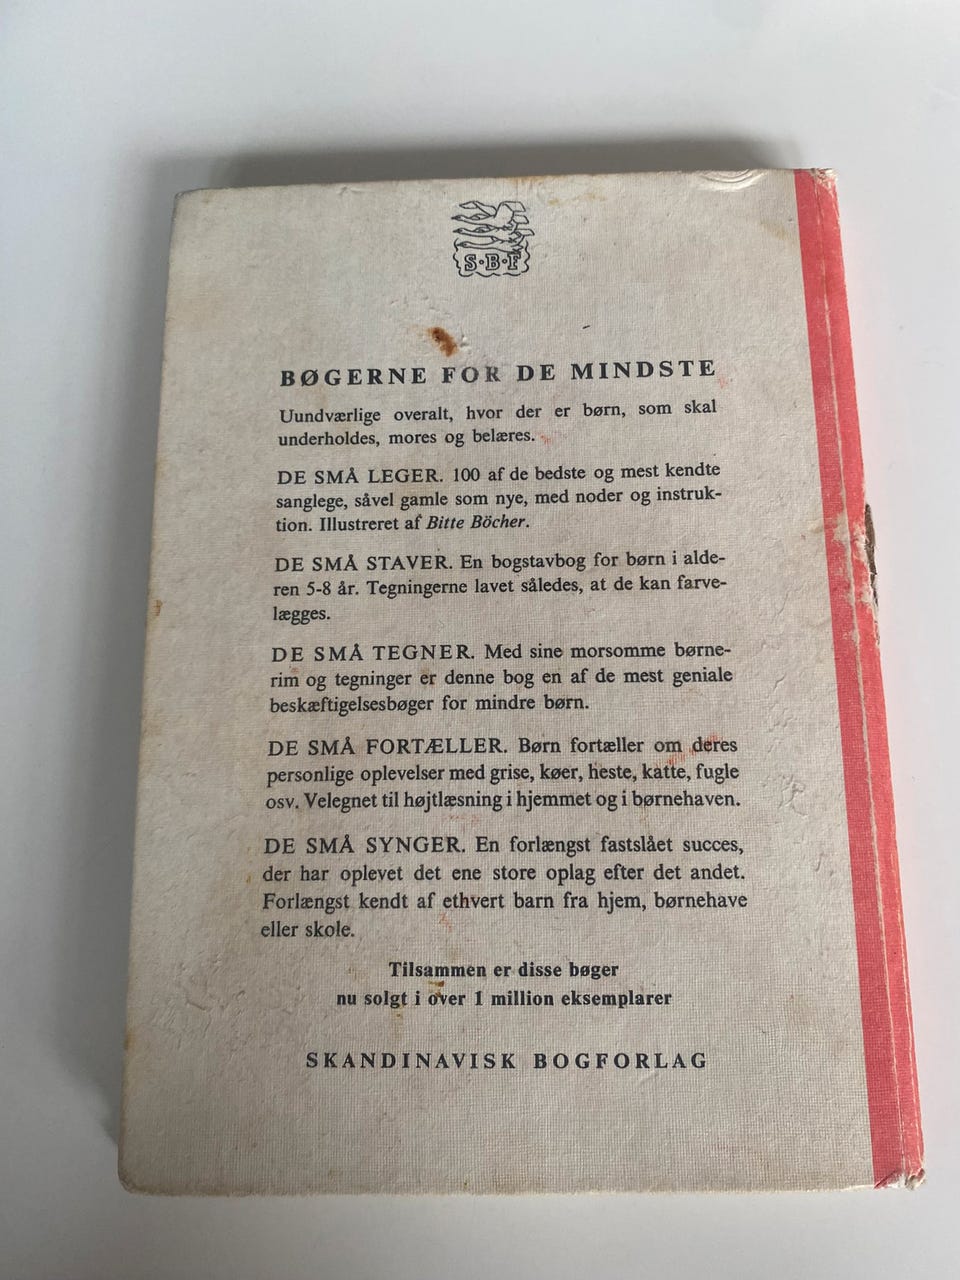 S·B·F
BØGERNE FOR DE MINDSTE
Uundværlige overalt, hvor der er børn, som skal
underholdes, mores og belæres.
DE SMÅ LEGER. 100 af de bedste og mest kendte
sanglege, såvel gamle som nye, med noder og instruk-
tion. Illustreret af Bitte Böcher.
DE SMÅ STAVER. En bogstavbog for børn i alde-
ren 5-8 år. Tegningerne lavet således, at de kan farve-
lægges.
DE SMÅ TEGNER. Med sine morsomme børne-
rim og tegninger er denne bog en af de mest geniale
beskæftigelsesbøger for mindre børn.
DE SMÅ FORTÆLLER. Børn fortæller om deres
personlige oplevelser med grise, køer, heste, katte, fugle
osv. Velegnet til højtlæsning i hjemmet og i børnehaven.
DE SMÅ SYNGER. En forlængst fastslået succes,
der har oplevet det ene store oplag efter det andet.
Forlængst kendt af ethvert barn fra hjem, børnehave
eller skole.
Tilsammen er disse bøger
nu solgt i over 1 million eksemplarer
SKANDINAVISK BOGFORLAG